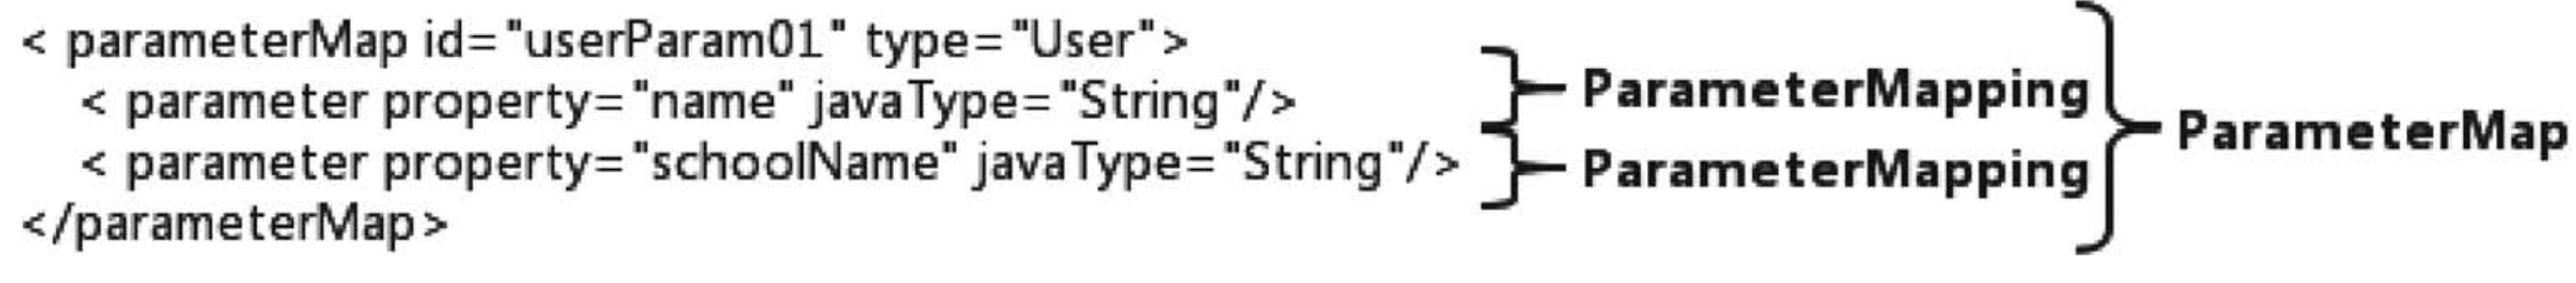 < parameterMap id="userParam01" type="User">
< parameter property="name" javaType="String"/>
< parameter property="schoolName" javaType="String"/>
</parameterMap>
ParameterMapping
ParameterMapping
ParameterMap